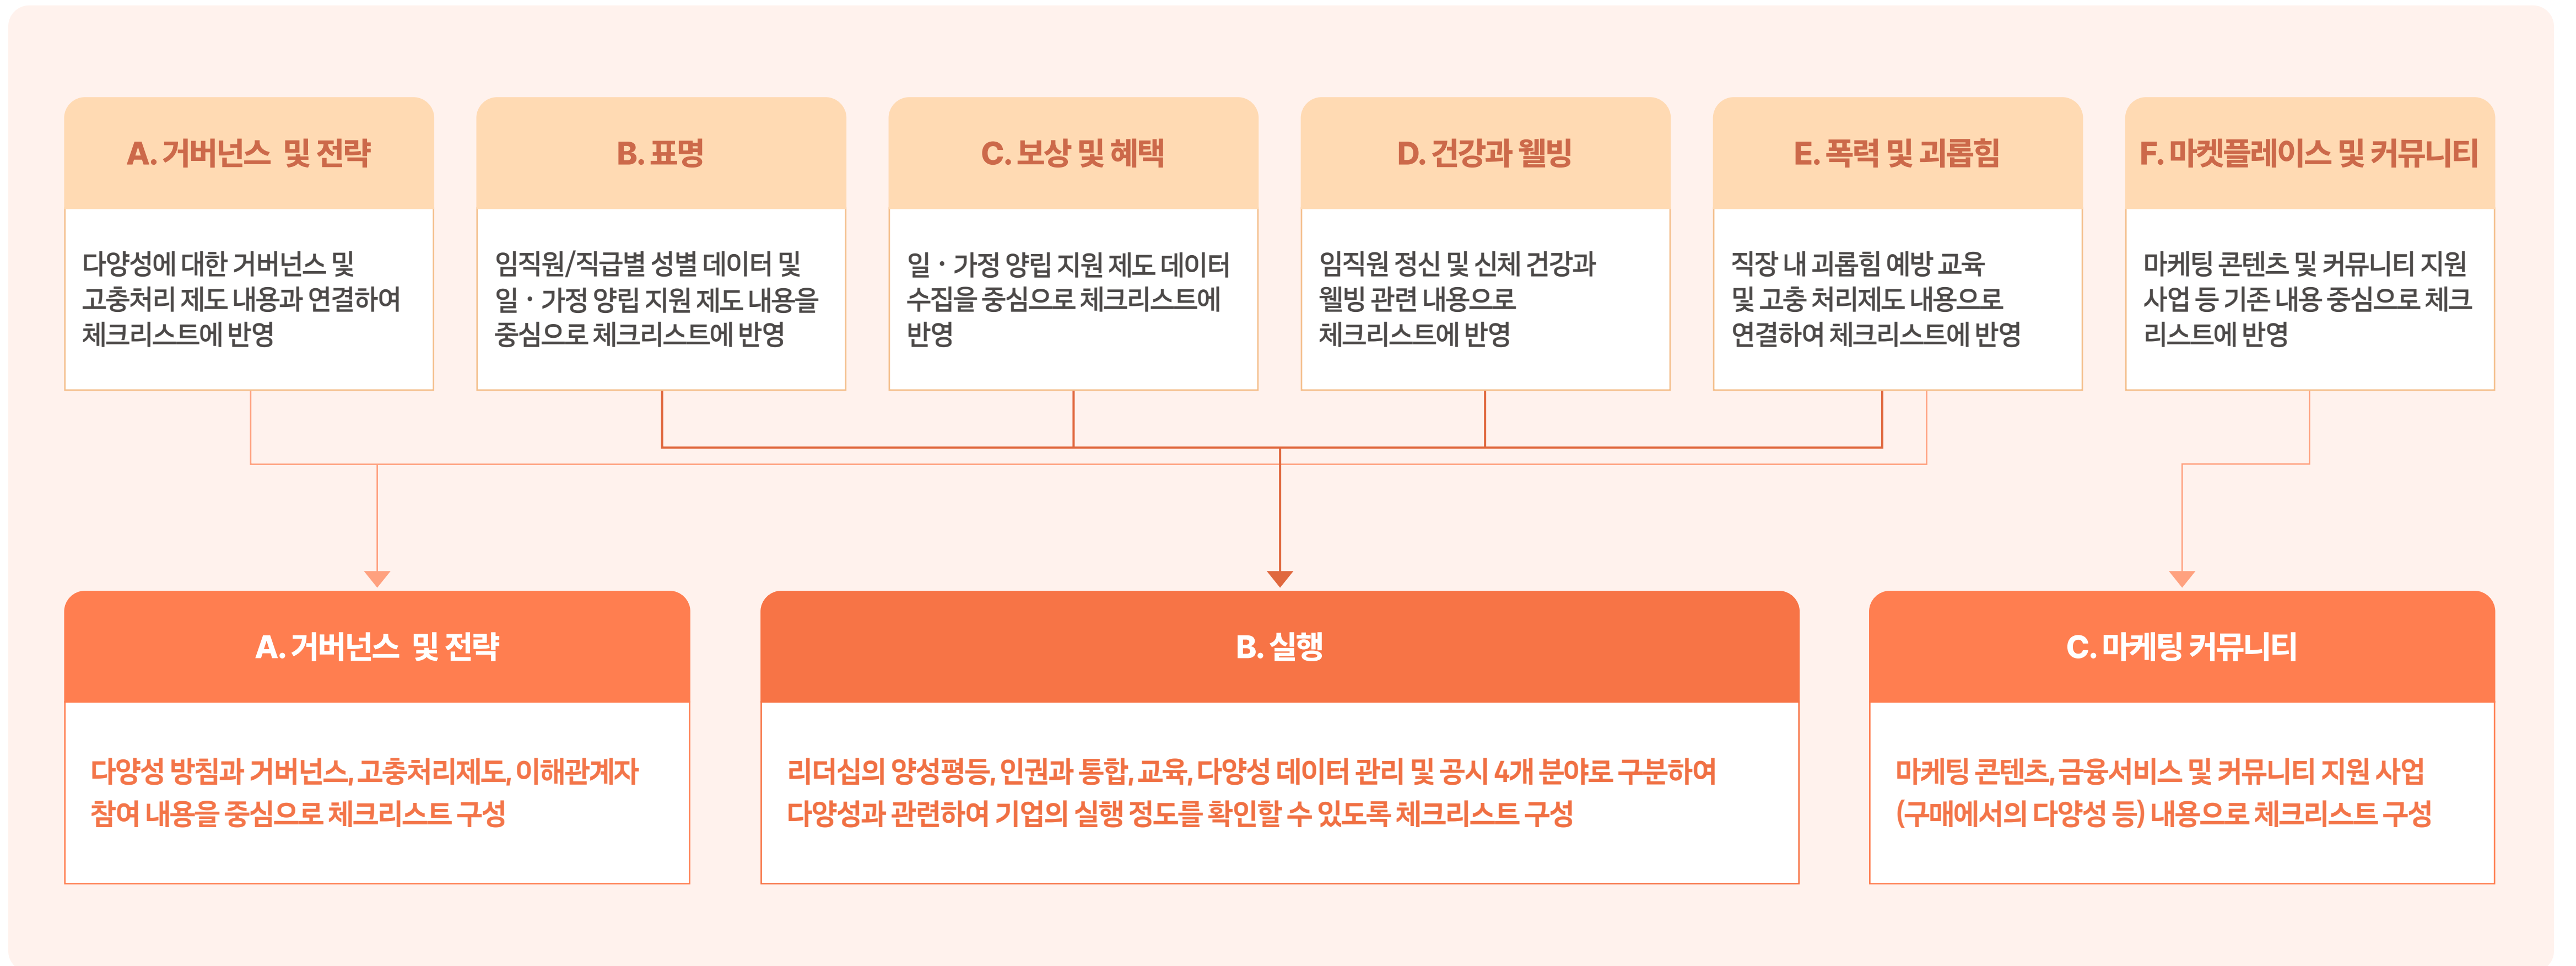 A. 거버넌스 및 전략
다양성에 대한 거버넌스 및
고충처리 제도 내용과 연결하여
체크리스트에 반영
B. 표명
임직원/직급별 성별 데이터 및
일 · 가정 양립 지원 제도 내용을
중심으로 체크리스트에 반영
C. 보상 및 혜택
일 · 가정 양립 지원 제도 데이터
수집을 중심으로 체크리스트에
반영
D. 건강과 웰빙
임직원 정신 및 신체 건강과
웰빙 관련 내용으로
체크리스트에 반영
E. 폭력 및 괴롭힘
직장 내 괴롭힘 예방 교육
및 고충 처리제도 내용으로
연결하여 체크리스트에 반영
F. 마켓플레이스 및 커뮤니티
마케팅 콘텐츠 및 커뮤니티 지원
사업 등 기존 내용 중심으로 체크
리스트에 반영
A. 거버넌스 및 전략
다양성 방침과 거버넌스, 고충처리제도, 이해관계자
참여 내용을 중심으로 체크리스트 구성
B. 실행
리더십의 양성평등, 인권과 통합, 교육, 다양성 데이터 관리 및 공시 4개 분야로 구분하여
다양성과 관련하여 기업의 실행 정도를 확인할 수 있도록 체크리스트 구성
C. 마케팅 커뮤니티
마케팅 콘텐츠, 금융서비스 및 커뮤니티 지원 사업
(구매에서의 다양성 등) 내용으로 체크리스트 구성